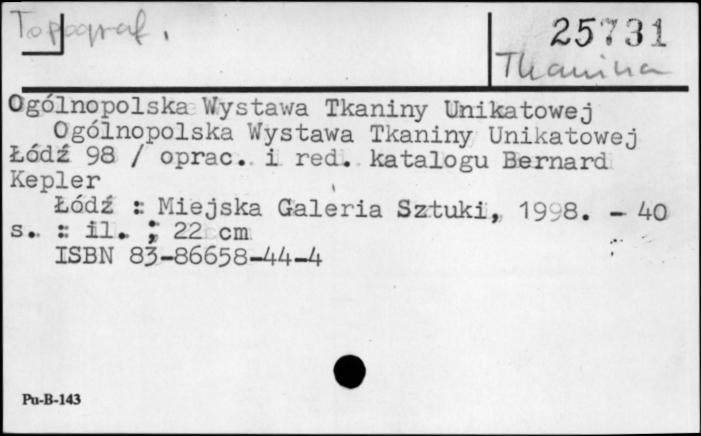 Topograf.
25731
Tkanina
Ogólnopolska Wystawa Tkaniny Unikatowej
Ogólnopolska Wystawa Tkaniny Unikatowej
Łódź 98 / oprac. i red. katalogu Bernard
Kepler
Łódź : Miejska Galeria Sztuki, 1998. - 40
s. : il. ; 22 cm
ISBN 83-86658-44-4
Pu-B-143